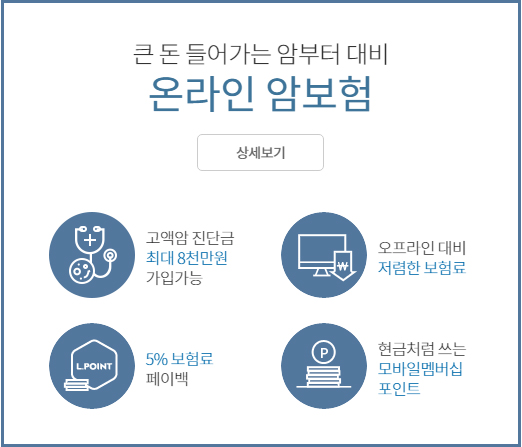 큰 돈 들어가는 암부터 대비
온라인 암보험
상세보기
고액암 진단금
최대 8천만원
가입가능
₩
오프라인 대비
저렴한 보험료
L.POINT
5% 보험료
페이백
P
현금처럼 쓰는
모바일멤버십
포인트